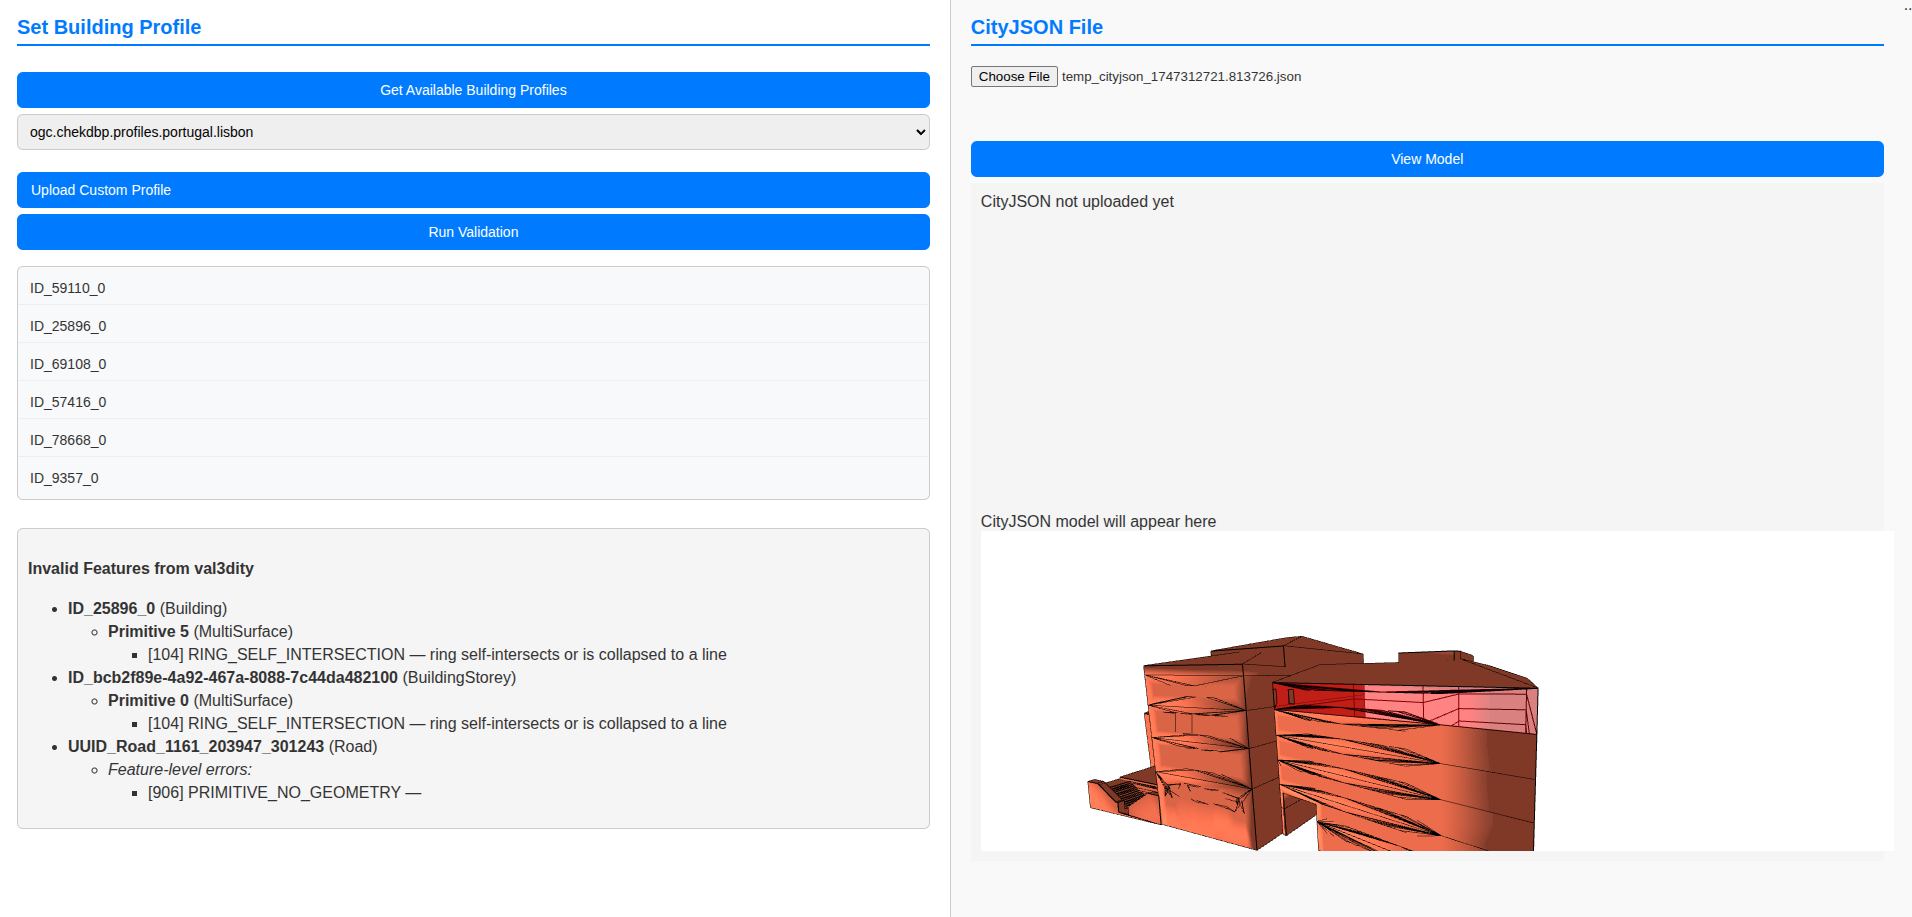 Set Building Profile
Get Available Building Profiles
ogc.chekdbp.profiles.portugal.lisbon
Upload Custom Profile
Run Validation
ID_59110_0
ID_25896_0
ID_69108_0
ID_57416_0
ID_78668_0
ID_9357_0
Invalid Features from val3dity
• ID_25896_0 (Building)
○ Primitive 5 (MultiSurface)
▪ [104] RING_SELF_INTERSECTION — ring self-intersects or is collapsed to a line
• ID_bcb2f89e-4a92-467a-8088-7c44da482100 (BuildingStorey)
○ Primitive 0 (MultiSurface)
▪ [104] RING_SELF_INTERSECTION — ring self-intersects or is collapsed to a line
• UUID_Road_1161_203947_301243 (Road)
○ Feature-level errors:
▪ [906] PRIMITIVE_NO_GEOMETRY —
CityJSON File
Choose File temp_cityjson_1747312721.813726.json
View Model
CityJSON not uploaded yet
CityJSON model will appear here
..